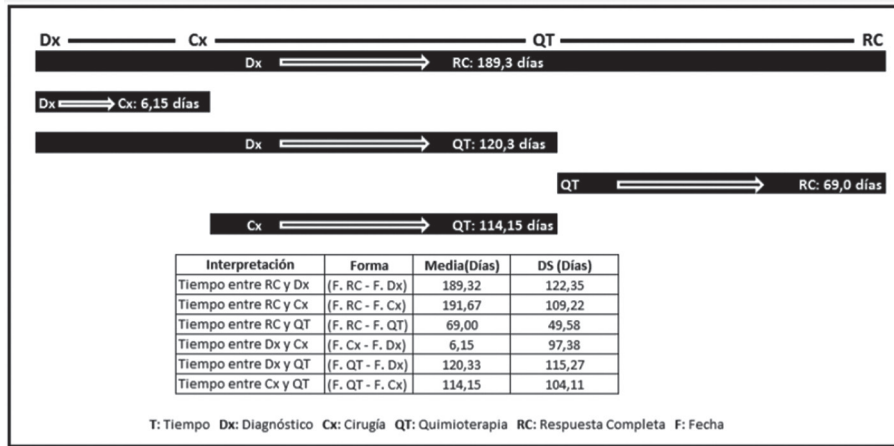 Dx Cx QT RC
Dx RC: 189,3 días
Dx Cx: 6,15 días
Dx QT: 120,3 días
QT RC: 69,0 días
Cx QT: 114,15 días
Interpretación Forma Media(Días) DS (Días)
Tiempo entre RC y Dx (F. RC - F. Dx) 189,32 122,35
Tiempo entre RC y Cx (F. RC - F. Cx) 191,67 109,22
Tiempo entre RC y QT (F. RC - F. QT) 69,00 49,58
Tiempo entre Dx y Cx (F. Cx - F. Dx) 6,15 97,38
Tiempo entre Dx y QT (F. QT - F. Dx) 120,33 115,27
Tiempo entre Cx y QT (F. QT - F. Cx) 114,15 104,11
T: Tiempo Dx: Diagnóstico Cx: Cirugía QT: Quimioterapia RC: Respuesta Completa F: Fecha